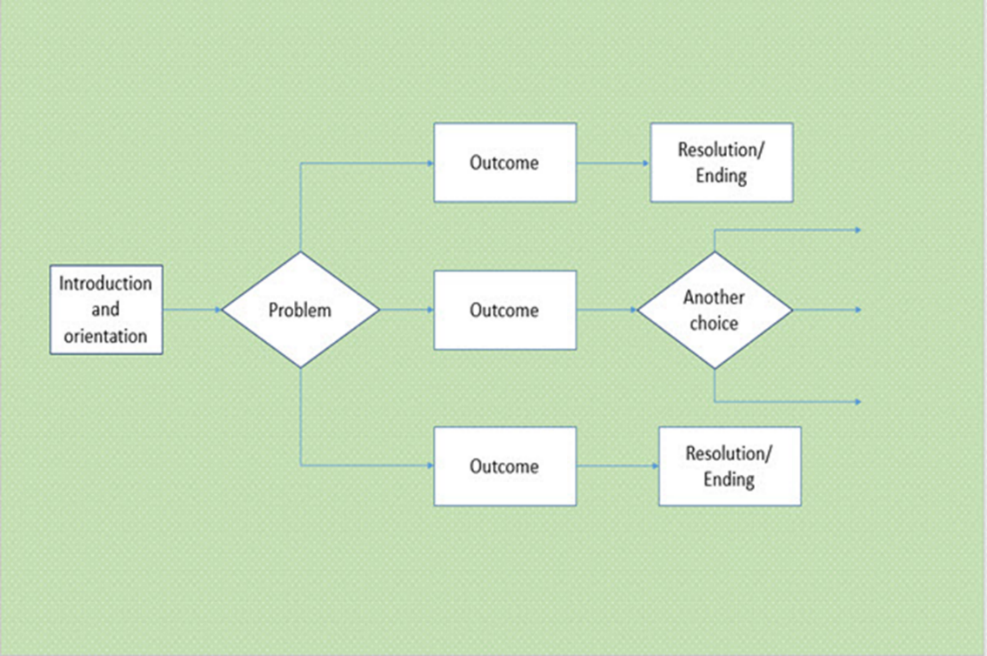 Outcome
Resolution/
Ending
Introduction
and
orientation
Problem
Outcome
Another
choice
Outcome
Resolution/
Ending